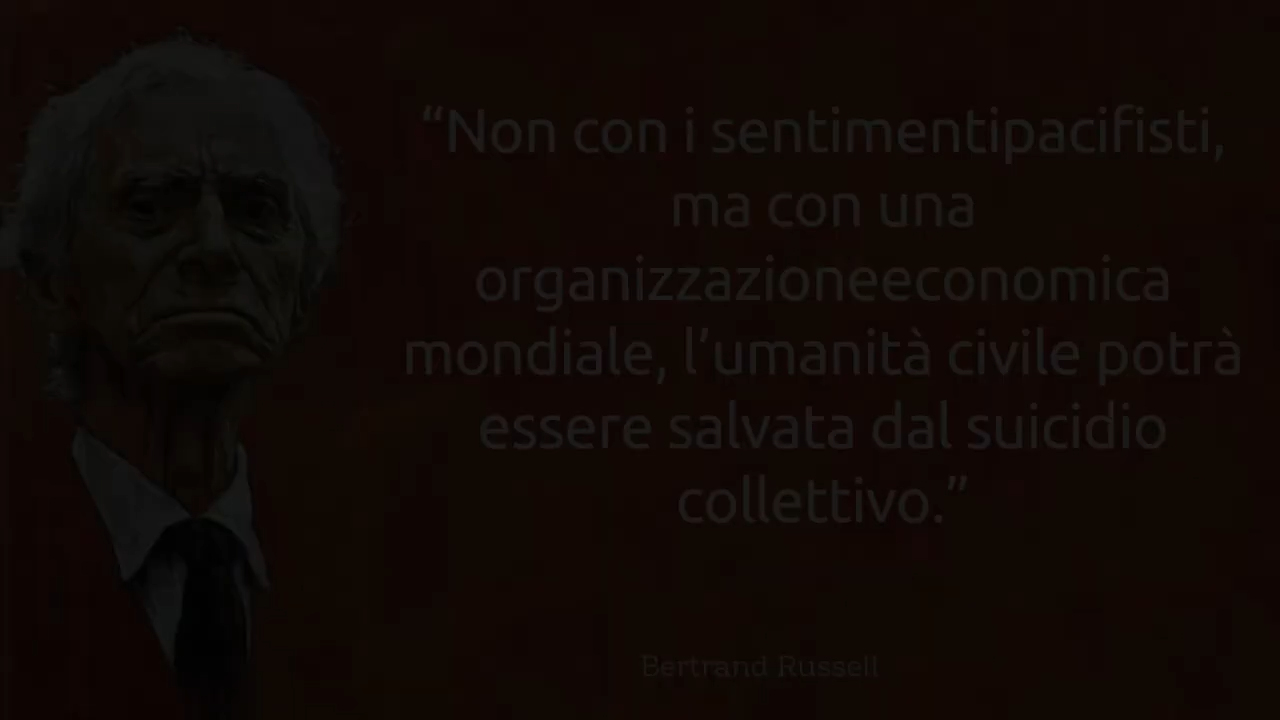 “Non con i sentimentipacifisti,
ma con una
organizzazioneeconomica
mondiale, l’umanità civile potrà
essere salvata dal suicidio
collettivo.”
Bertrand Russell